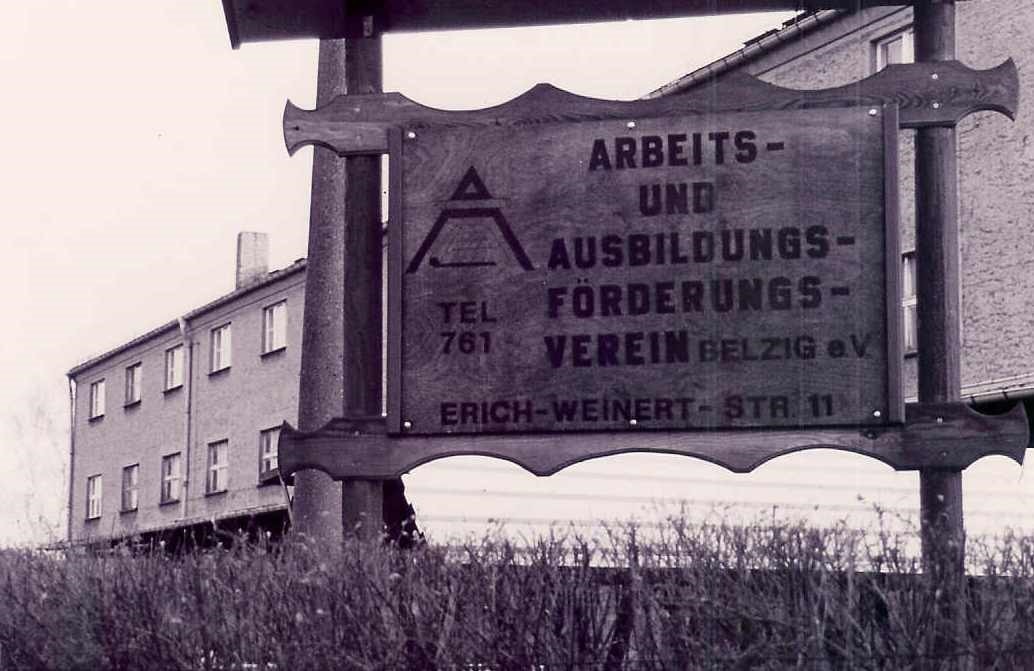 ARBEITS-
UND
AUSBILDUNGS-
FÖRDERUNGS-
VEREIN BELZIG e.V.
TEL
761
ERICH-WEINERT-STR. 11